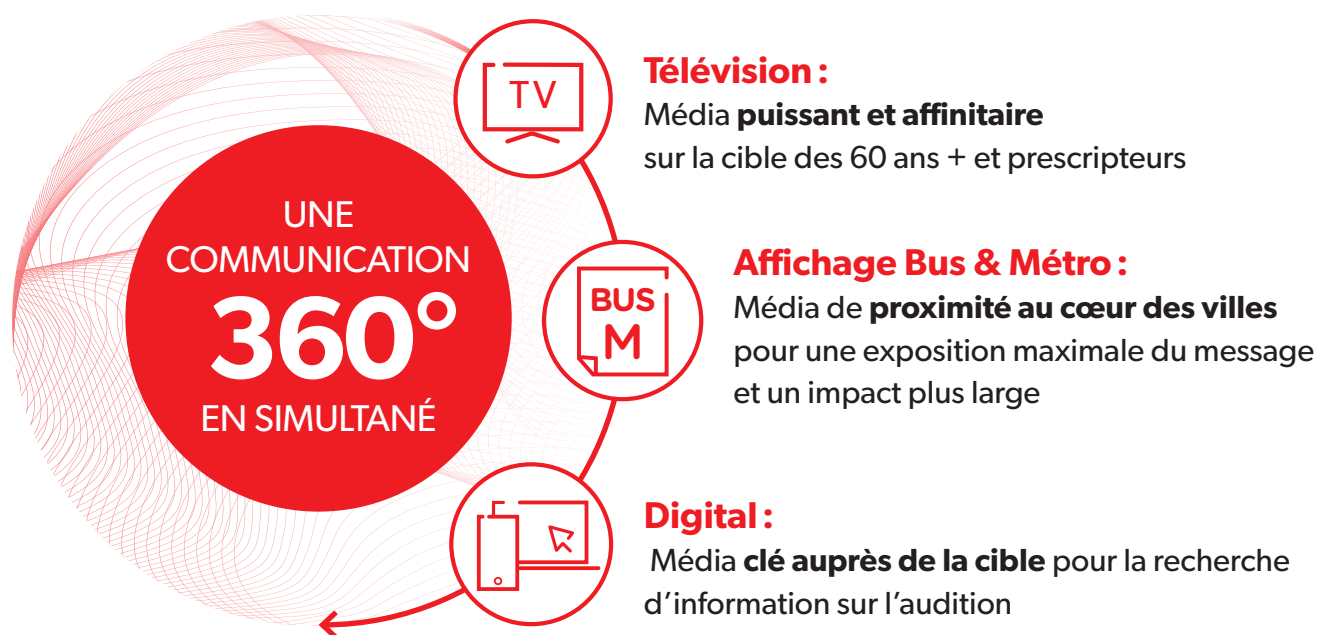 UNE
COMMUNICATION
360°
EN SIMULTANÉ
TV
Télévision :
Média puissant et affinitaire
sur la cible des 60 ans + et prescripteurs
BUS
M
Affichage Bus & Métro :
Média de proximité au cœur des villes
pour une exposition maximale du message
et un impact plus large
Digital :
Média clé auprès de la cible pour la recherche
d’information sur l’audition